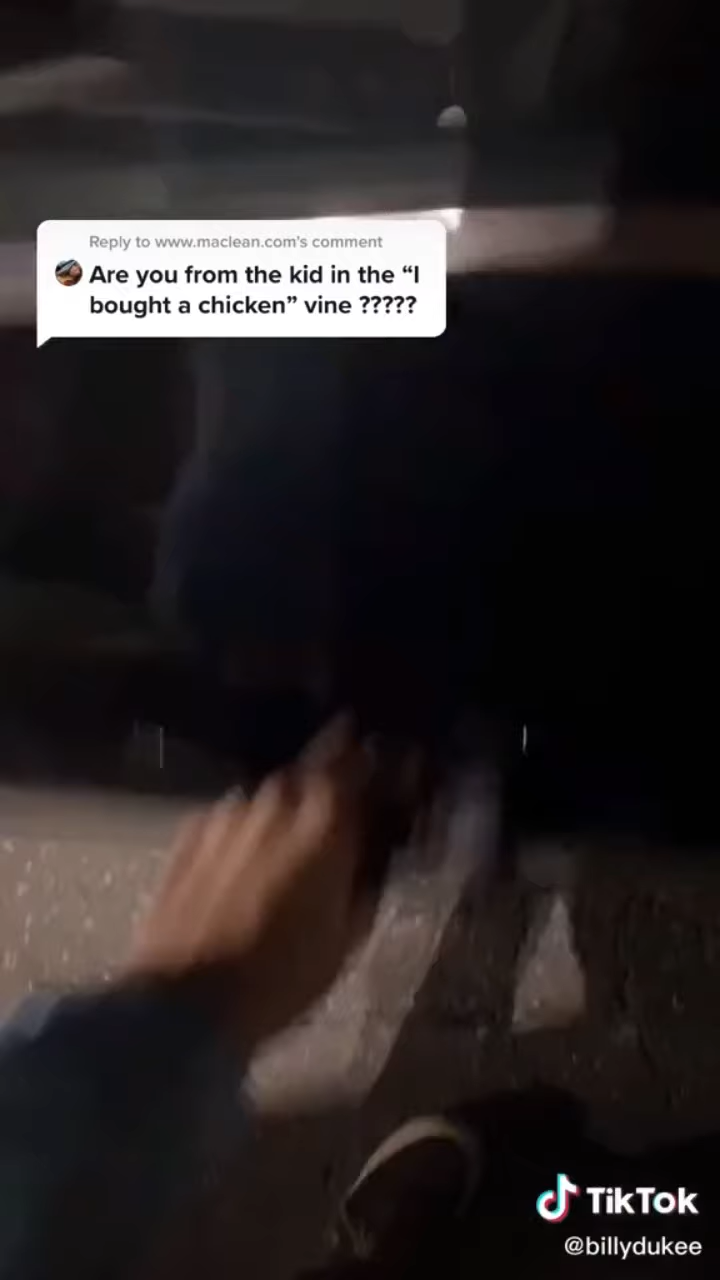 Reply to www.maclean.com's comment
Are you from the kid in the “I
bought a chicken” vine ?????
TikTok
@billydukee